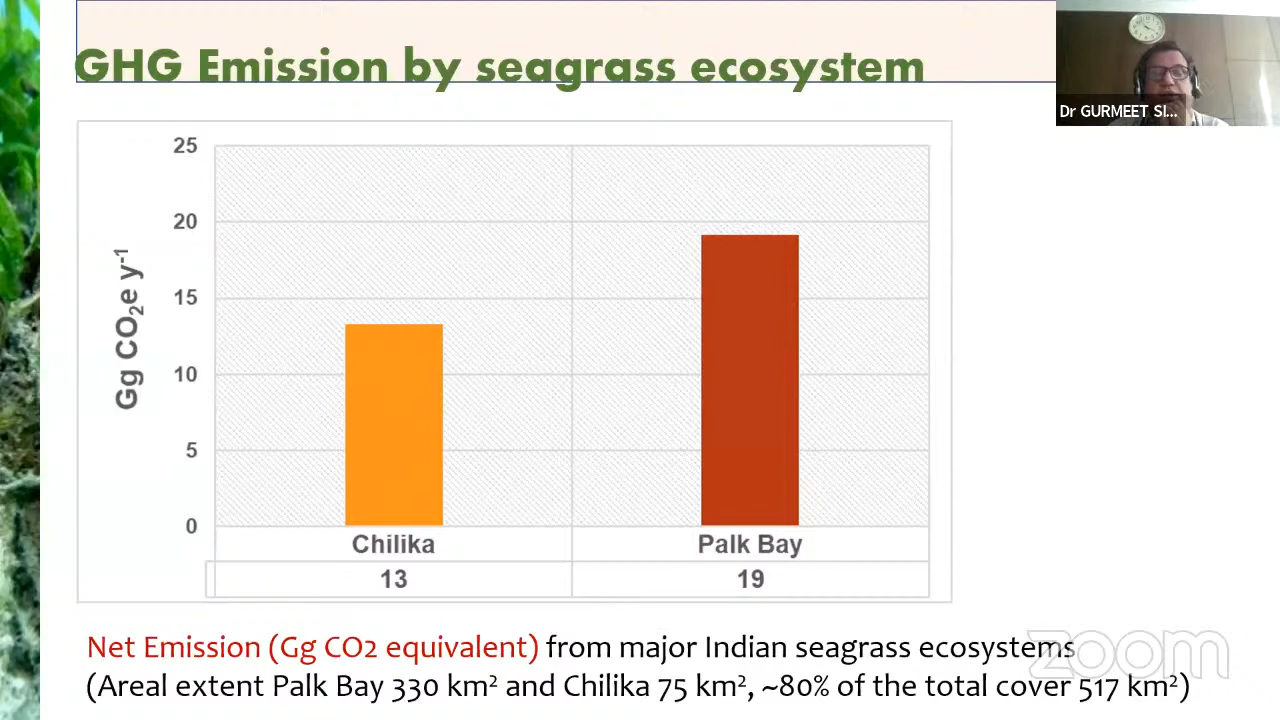 GHG Emission by seagrass ecosystem
Dr GURMEET SI...
25
20
15
10
5
0
Gg CO₂e y⁻¹
Chilika
Palk Bay
13
19
Net Emission (Gg CO2 equivalent) from major Indian seagrass ecosystems
(Areal extent Palk Bay 330 km² and Chilika 75 km², ~80% of the total cover 517 km²)
zoom